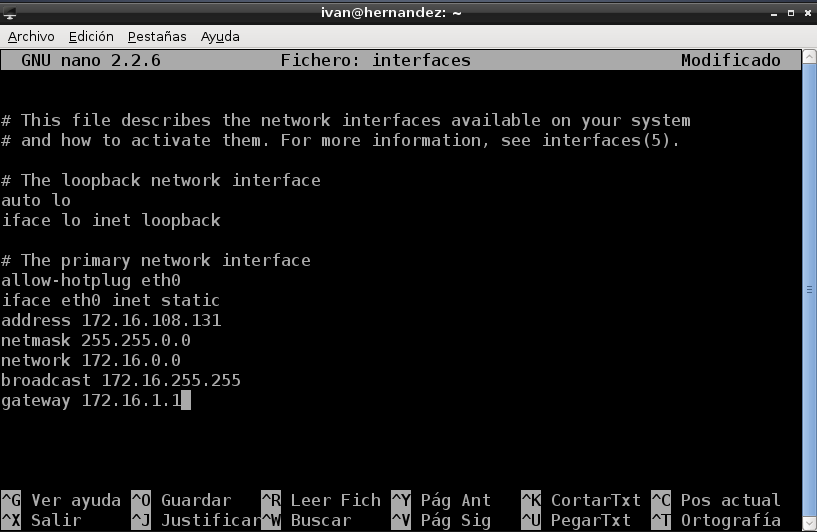 ivan@hernandez: ~
Archivo Edición Pestañas Ayuda
GNU nano 2.2.6 Fichero: interfaces Modificado
# This file describes the network interfaces available on your system
# and how to activate them. For more information, see interfaces(5).
# The loopback network interface
auto lo
iface lo inet loopback
# The primary network interface
allow-hotplug eth0
iface eth0 inet static
address 172.16.108.131
netmask 255.255.0.0
network 172.16.0.0
broadcast 172.16.255.255
gateway 172.16.1.1
^G Ver ayuda ^O Guardar ^R Leer Fich ^Y Pág Ant ^K CortarTxt ^C Pos actual
^X Salir ^J Justificar ^W Buscar ^V Pág Sig ^U PegarTxt ^T Ortografía